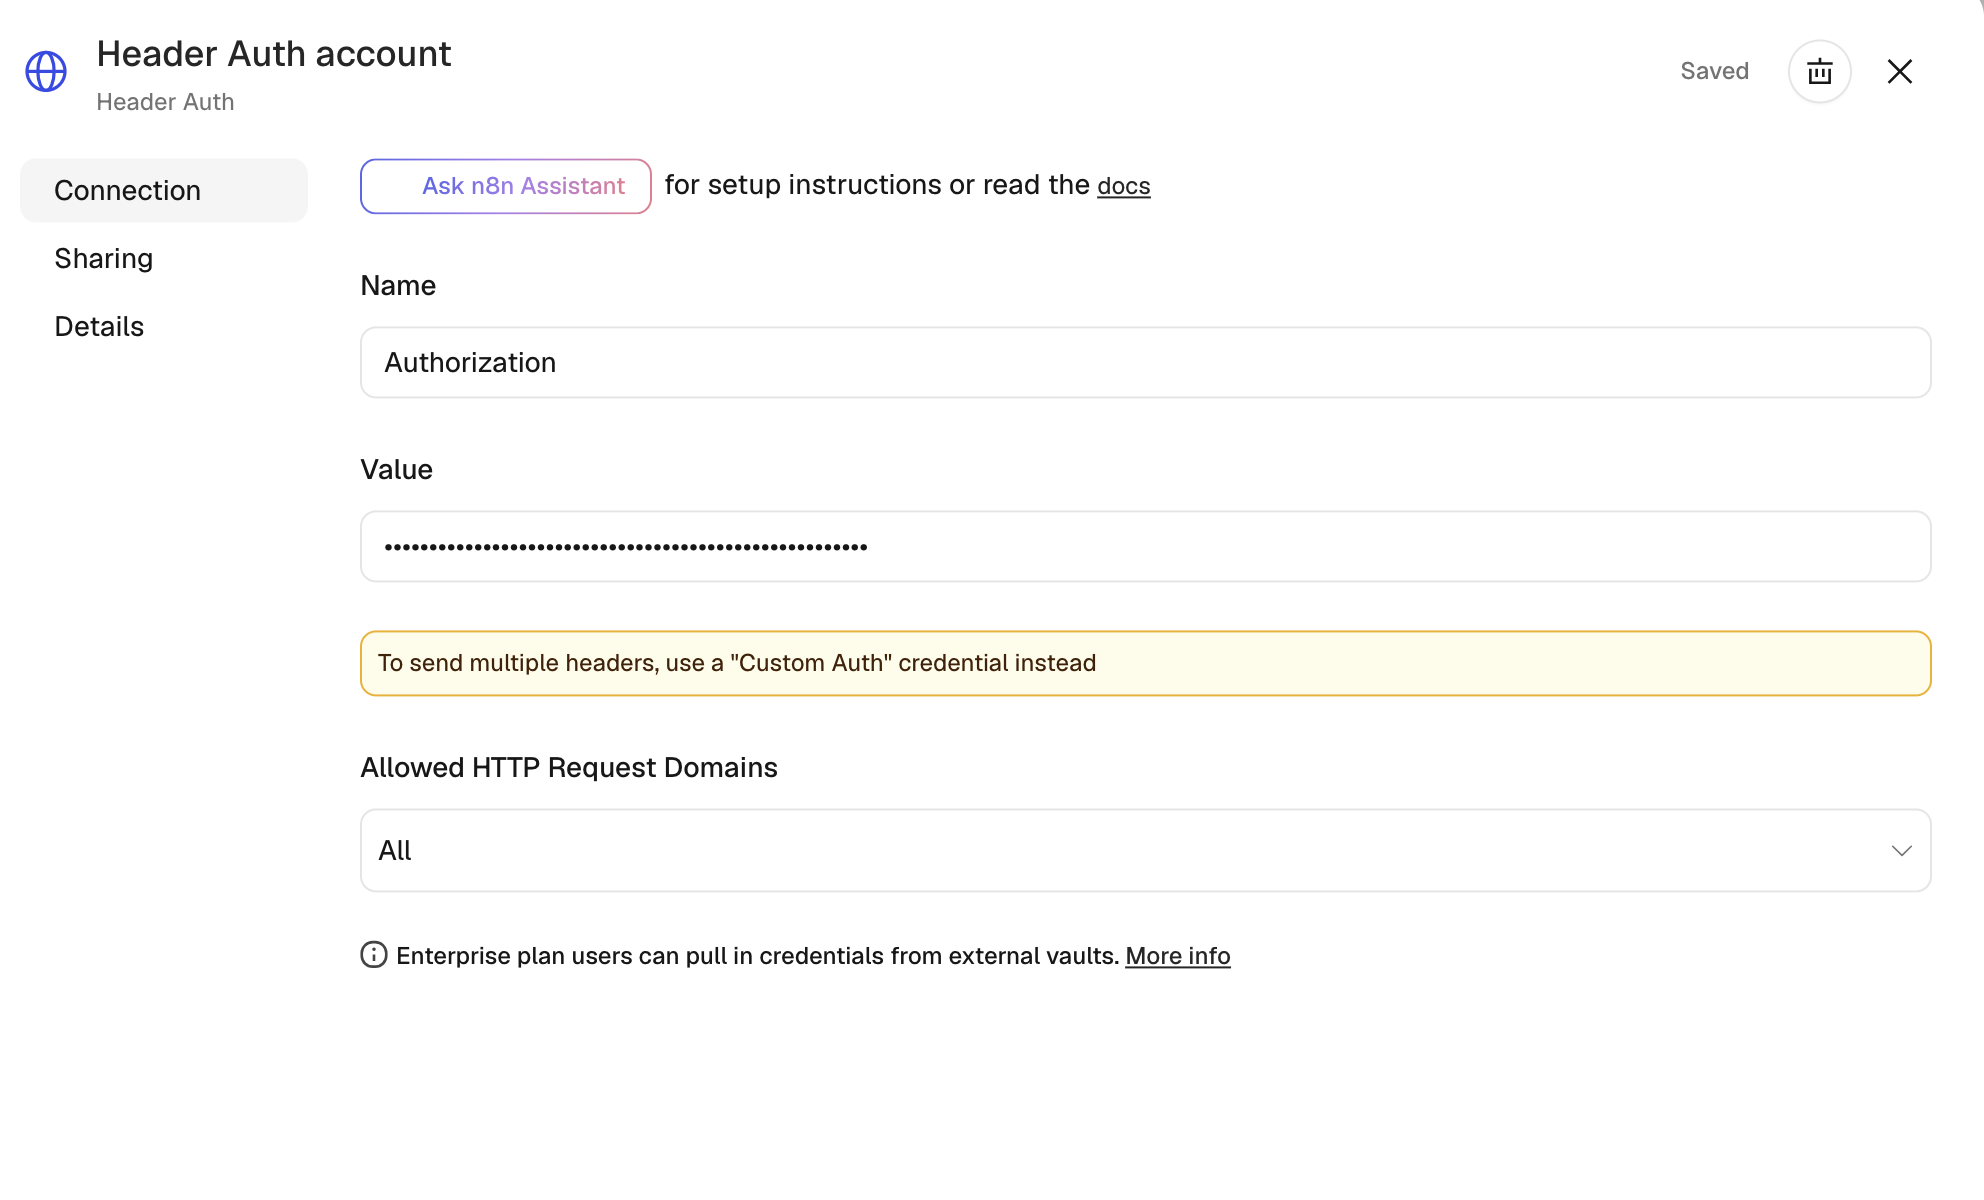 Header Auth account
Header Auth
Saved
Connection
Sharing
Details
Ask n8n Assistant for setup instructions or read the docs
Name
Authorization
Value
••••••••••••••••••••••••••••••••••••••••••••••••••••••
To send multiple headers, use a "Custom Auth" credential instead
Allowed HTTP Request Domains
All
Enterprise plan users can pull in credentials from external vaults. More info